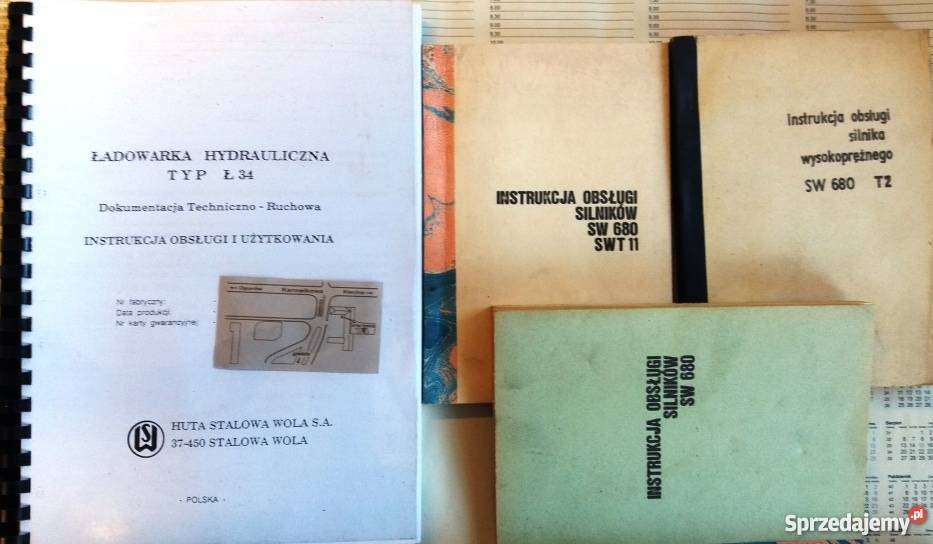 ŁADOWARKA HYDRAULICZNA
TYP Ł 34
Dokumentacja Techniczno - Ruchowa
INSTRUKCJA OBSŁUGI I UŻYTKOWANIA
Nr fabryczny:
Data produkcji:
Nr karty gwarancyjnej:
Karmelkowa
HUTA STALOWA WOLA S.A.
37-450 STALOWA WOLA
- POLSKA -
INSTRUKCJA OBSŁUGI
SILNIKÓW
SW 680
SWT 11
Instrukcja obsługi
silnika
wysokoprężnego
SW 680 T2
INSTRUKCJA OBSŁUGI
SILNIKÓW
SW 680
Sprzedajemy.pl